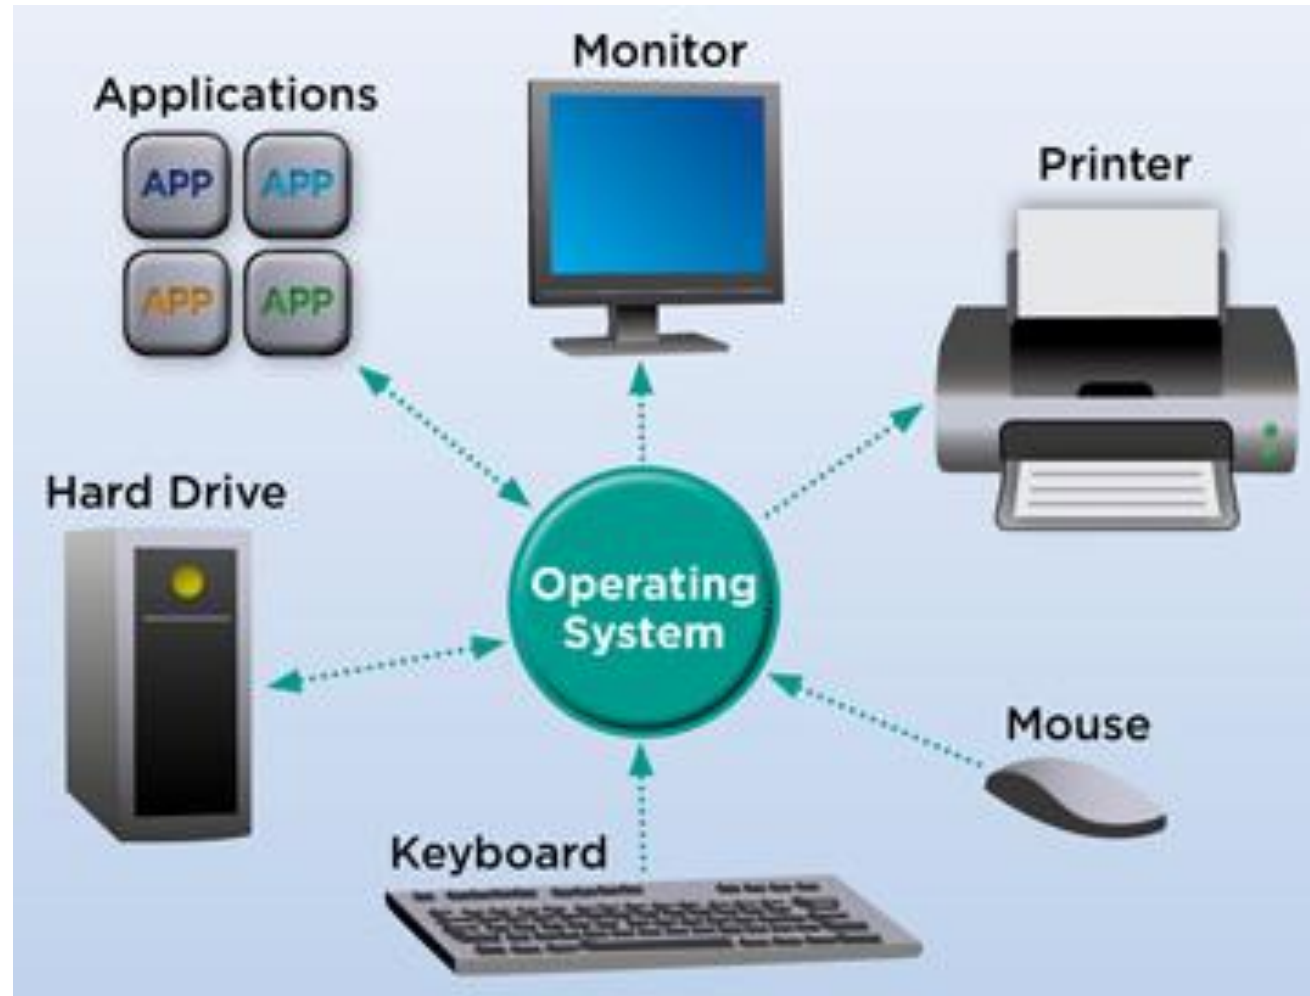 Monitor
Applications
APP APP
APP APP
Printer
Hard Drive
Operating
System
Mouse
Keyboard